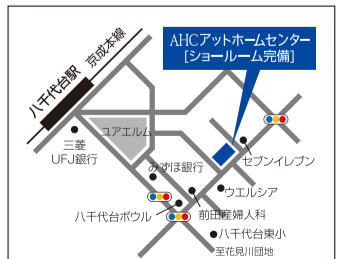 京成本線
八千代台駅
AHCアットホームセンター
[ショールーム完備]
ユアエルム
三菱
UFJ銀行
みずほ銀行
セブンイレブン
ウエルシア
八千代台ボウル
前田産婦人科
八千代台東小
至花見川団地